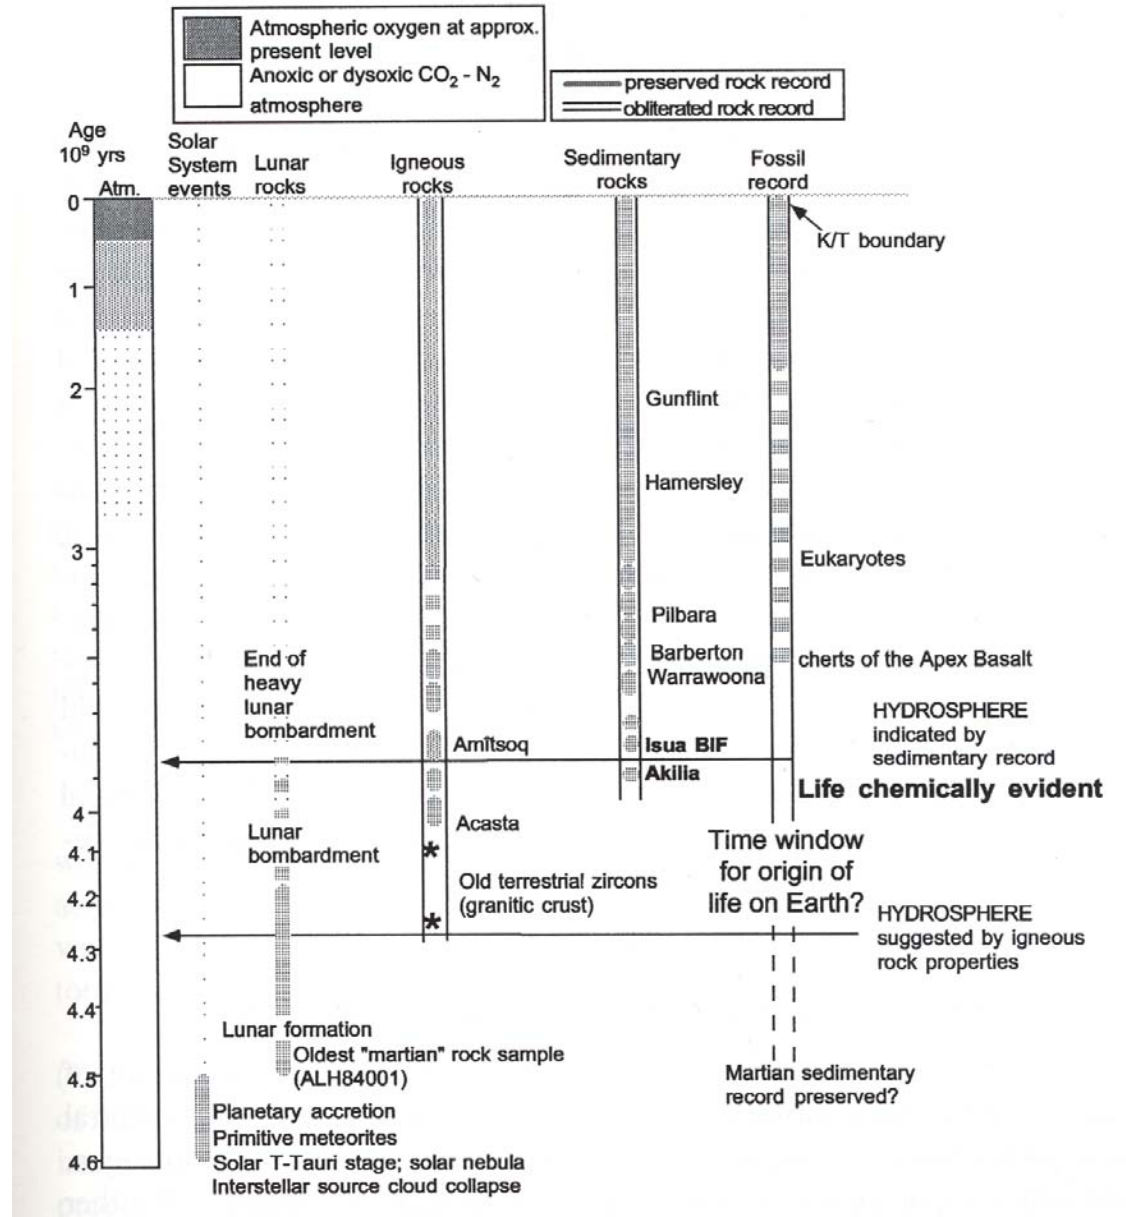 Atmospheric oxygen at approx.
present level
Anoxic or dysoxic CO2 - N2
atmosphere
preserved rock record
obliterated rock record
Age
10⁹ yrs
Atm.
Solar
System
events
Lunar
rocks
Igneous
rocks
Sedimentary
rocks
Fossil
record
0
K/T boundary
1
2
Gunflint
Hamersley
3
Eukaryotes
Pilbara
Barberton
Warrawoona
cherts of the Apex Basalt
End of
heavy
lunar
bombardment
HYDROSPHERE
indicated by
sedimentary record
Amîtsoq
Isua BIF
Akilia
Life chemically evident
4
Acasta
Lunar
bombardment
Time window
for origin of
life on Earth?
4.1
*
4.2
Old terrestrial zircons
(granitic crust)
*
HYDROSPHERE
suggested by igneous
rock properties
4.3
4.4
Lunar formation
Oldest "martian" rock sample
(ALH84001)
4.5
Martian sedimentary
record preserved?
Planetary accretion
Primitive meteorites
Solar T-Tauri stage; solar nebula
Interstellar source cloud collapse
4.6